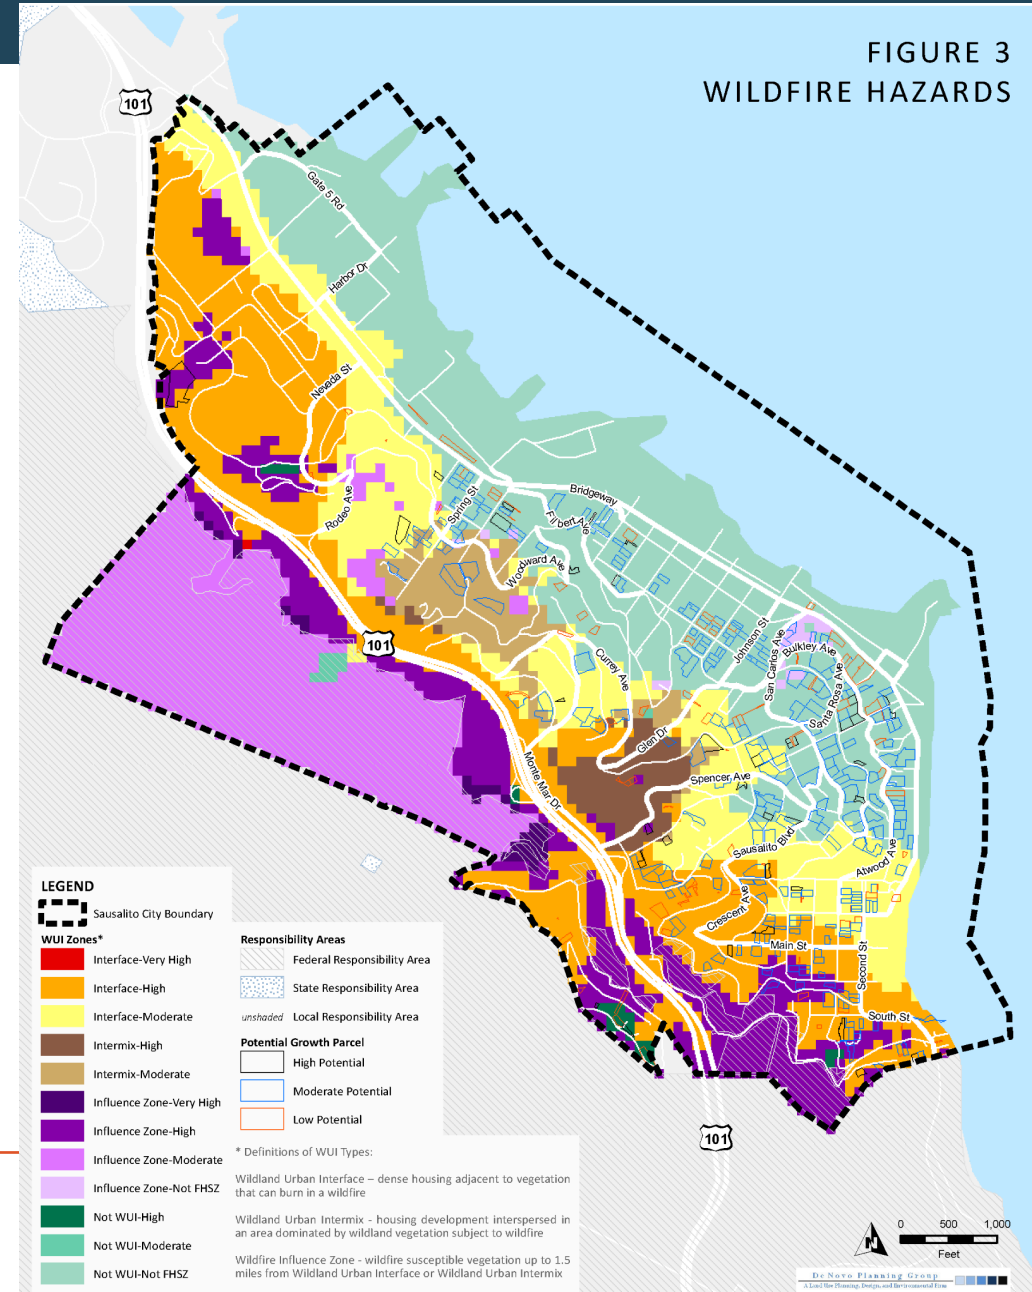 FIGURE 3
WILDFIRE HAZARDS
101
Gate 5 Rd
Harbor Dr
Nevada St
Rodeo Ave
Spring St
Bridgeway
Filbert Ave
Woodward Ave
101
Currey Ave
Johnson St
San Carlos Ave
Bulkley Ave
Santa Rosa Ave
Glen Dr
Monte Mar Dr
Spencer Ave
Sausalito Blvd
Atwood Ave
Crescent Ave
Main St
Second St
South St
101
LEGEND
Sausalito City Boundary
WUI Zones*
Interface-Very High
Interface-High
Interface-Moderate
Intermix-High
Intermix-Moderate
Influence Zone-Very High
Influence Zone-High
Influence Zone-Moderate
Influence Zone-Not FHSZ
Not WUI-High
Not WUI-Moderate
Not WUI-Not FHSZ
Responsibility Areas
Federal Responsibility Area
State Responsibility Area
unshaded Local Responsibility Area
Potential Growth Parcel
High Potential
Moderate Potential
Low Potential
* Definitions of WUI Types:
Wildland Urban Interface – dense housing adjacent to vegetation
that can burn in a wildfire
Wildland Urban Intermix - housing development interspersed in
an area dominated by wildland vegetation subject to wildfire
Wildfire Influence Zone - wildfire susceptible vegetation up to 1.5
miles from Wildland Urban Interface or Wildland Urban Intermix
N
0 500 1,000
Feet
De Novo Planning Group
A Land Use Planning, Design, and Environmental Firm